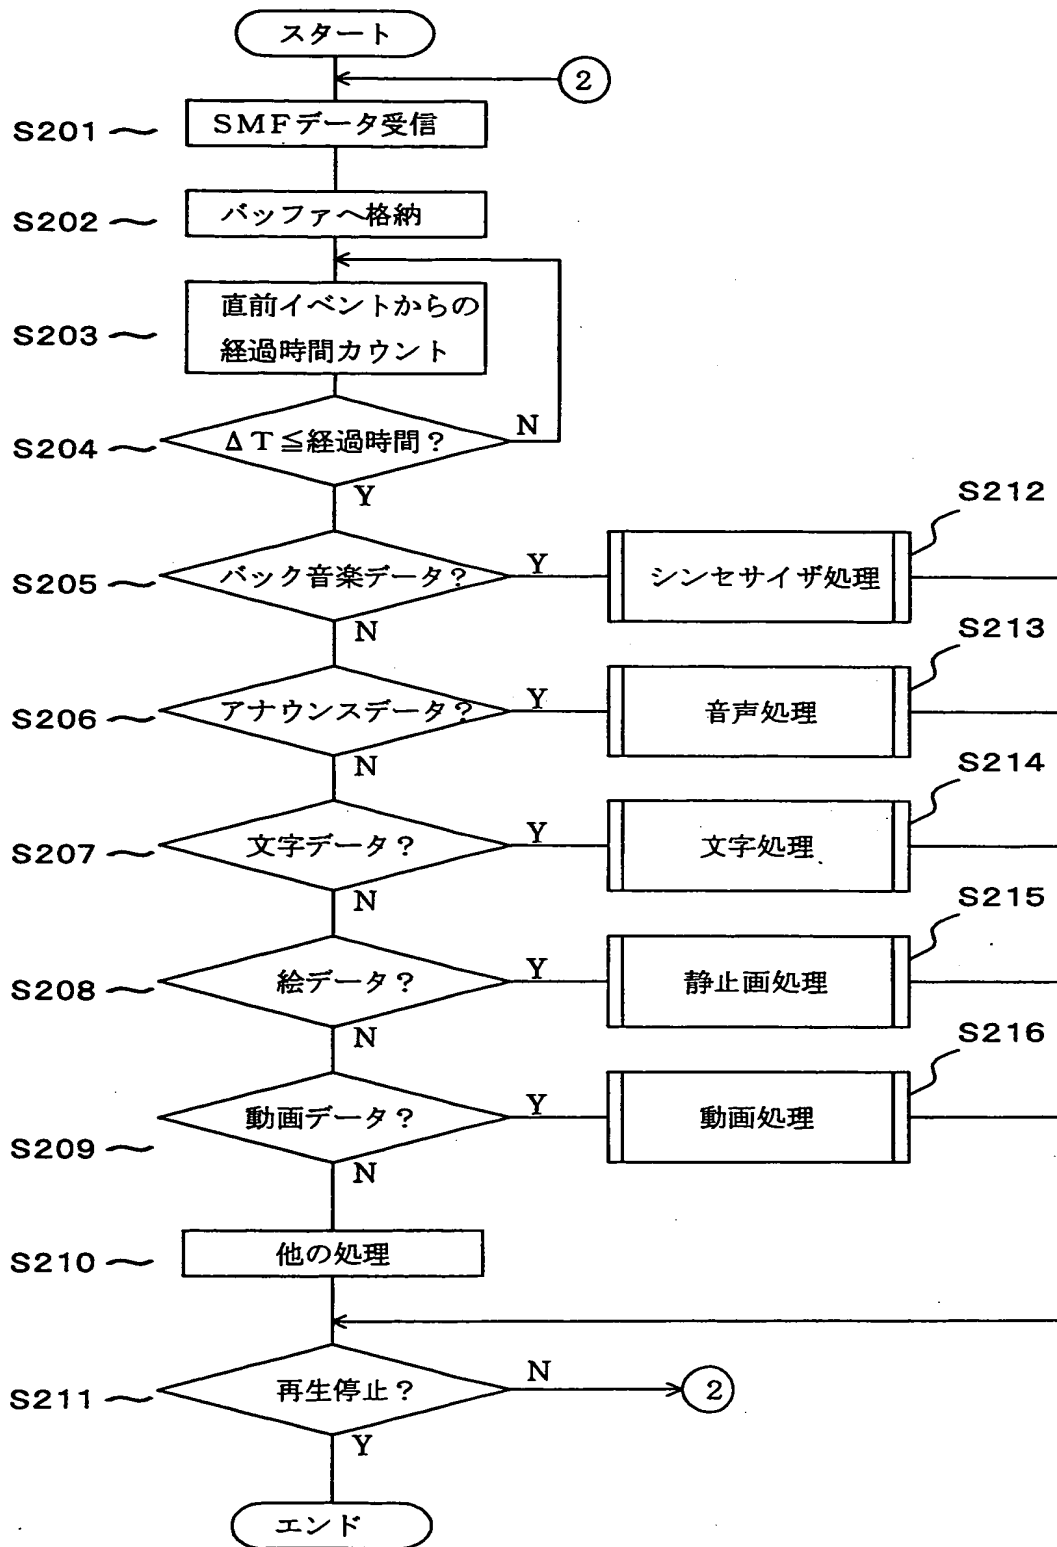 スタート
2
S201
SMFデータ受信
S202
バッファへ格納
S203
直前イベントからの
経過時間カウント
S204
ΔT≦経過時間?
N
Y
S205
バック音楽データ?
Y
N
シンセサイザ処理
S212
S206
アナウンスデータ?
Y
N
音声処理
S213
S207
文字データ?
Y
N
文字処理
S214
S208
絵データ?
Y
N
静止画処理
S215
S209
動画データ?
Y
N
動画処理
S216
S210
他の処理
S211
再生停止?
N
2
Y
エンド